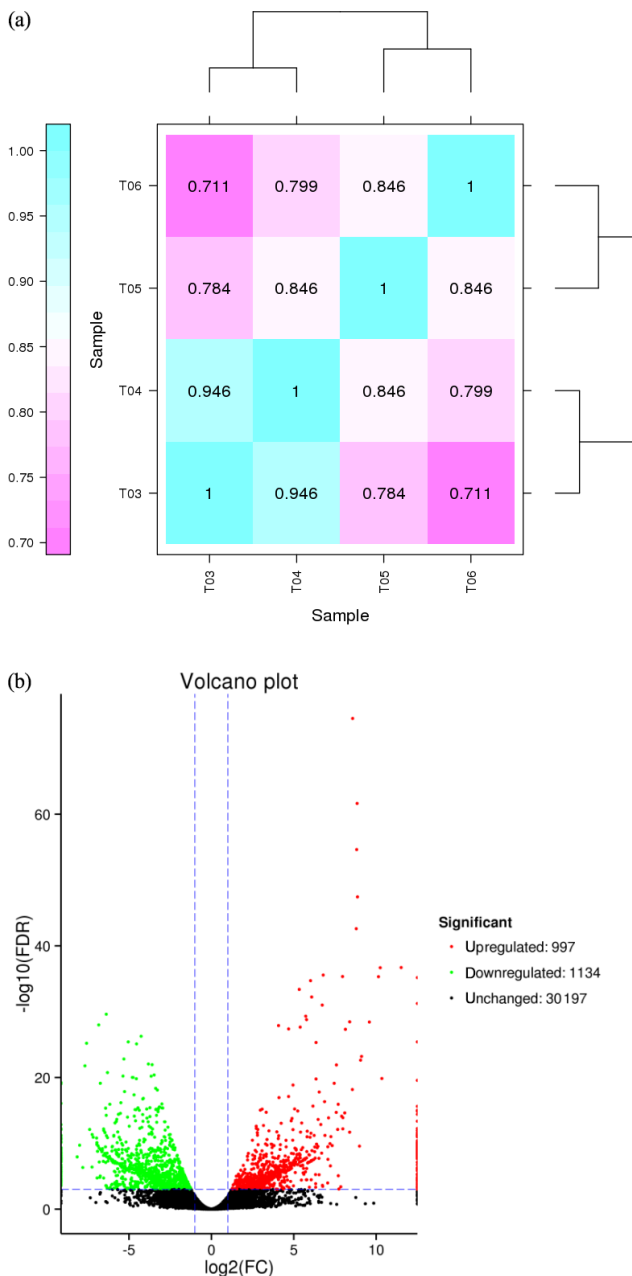 (a)
1.00
0.95
0.90
0.85
0.80
0.75
0.70
Sample
T06
T05
T04
T03
0.711 0.799 0.846 1
0.784 0.846 1 0.846
0.946 1 0.846 0.799
1 0.946 0.784 0.711
T03 T04 T05 T06
Sample
(b)
Volcano plot
-log10(FDR)
60
40
20
0
-5 0 5 10
log2(FC)
Significant
Upregulated: 997
Downregulated: 1134
Unchanged: 30197